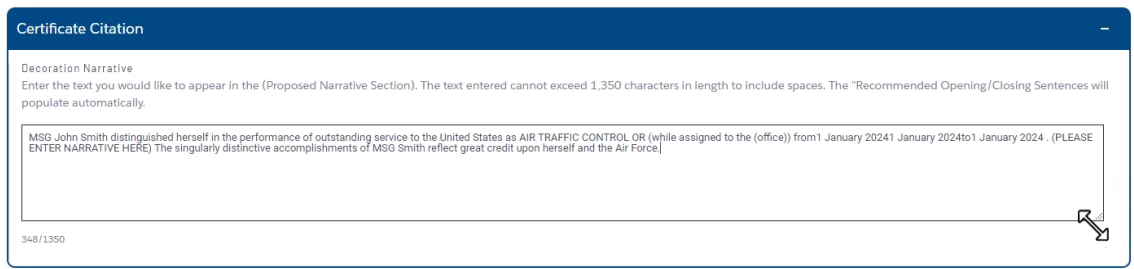 Certificate Citation
Decoration Narrative
Enter the text you would like to appear in the (Proposed Narrative Section). The text entered cannot exceed 1,350 characters in length to include spaces. The "Recommended Opening/Closing Sentences will
populate automatically.
MSG John Smith distinguished herself in the performance of outstanding service to the United States as AIR TRAFFIC CONTROL OR (while assigned to the (office)) from1 January 20241 January 2024to1 January 2024 . (PLEASE
ENTER NARRATIVE HERE) The singularly distinctive accomplishments of MSG Smith reflect great credit upon herself and the Air Force.
348/1350